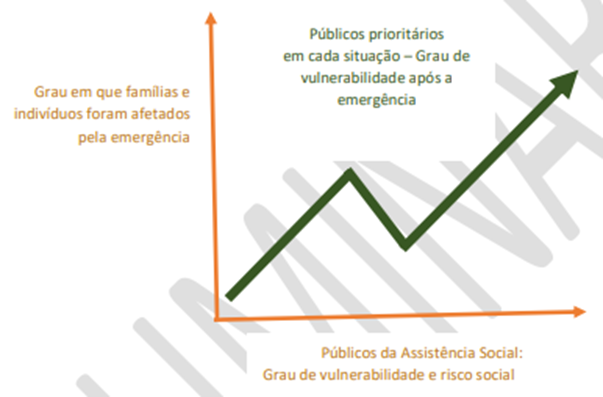 Públicos prioritários
em cada situação – Grau de
vulnerabilidade após a
emergência
Grau em que famílias e
indivíduos foram afetados
pela emergência
Públicos da Assistência Social:
Grau de vulnerabilidade e risco social